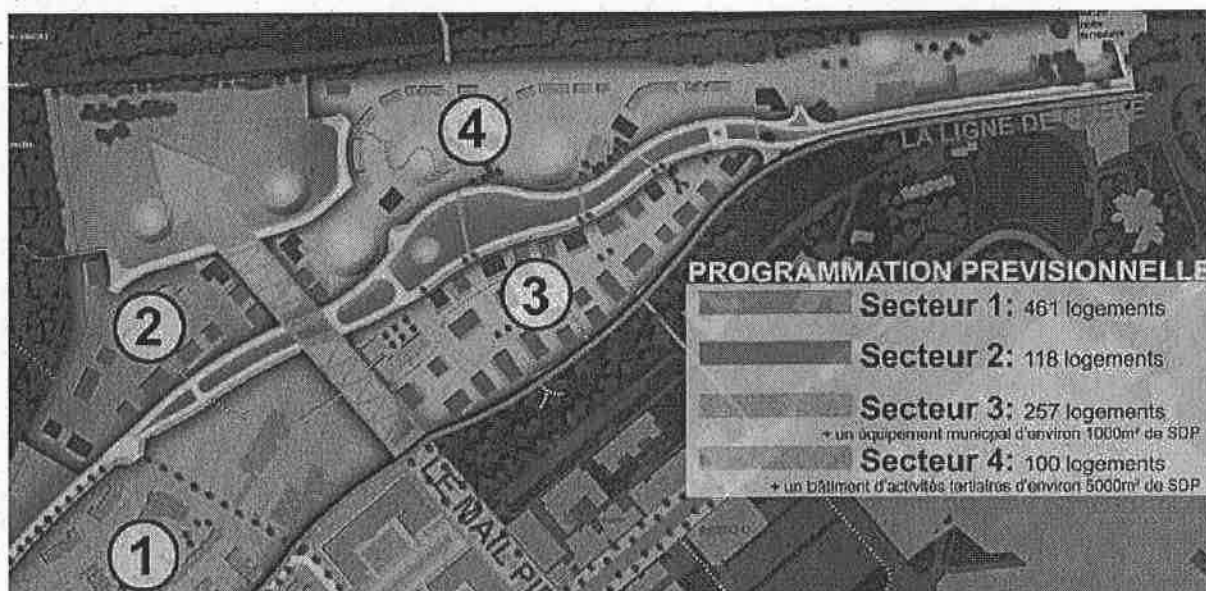 4
LA LIGNE DE
2
3
PROGRAMMATION PREVISIONNELLE
Secteur 1: 461 logements
Secteur 2: 118 logements
Secteur 3: 257 logements
+ un équipement municpal d'environ 1000m² de SDP
Secteur 4: 100 logements
+ un bâtiment d'activités tertiaires d'environ 5000m² de SDP
LE MAIL
1